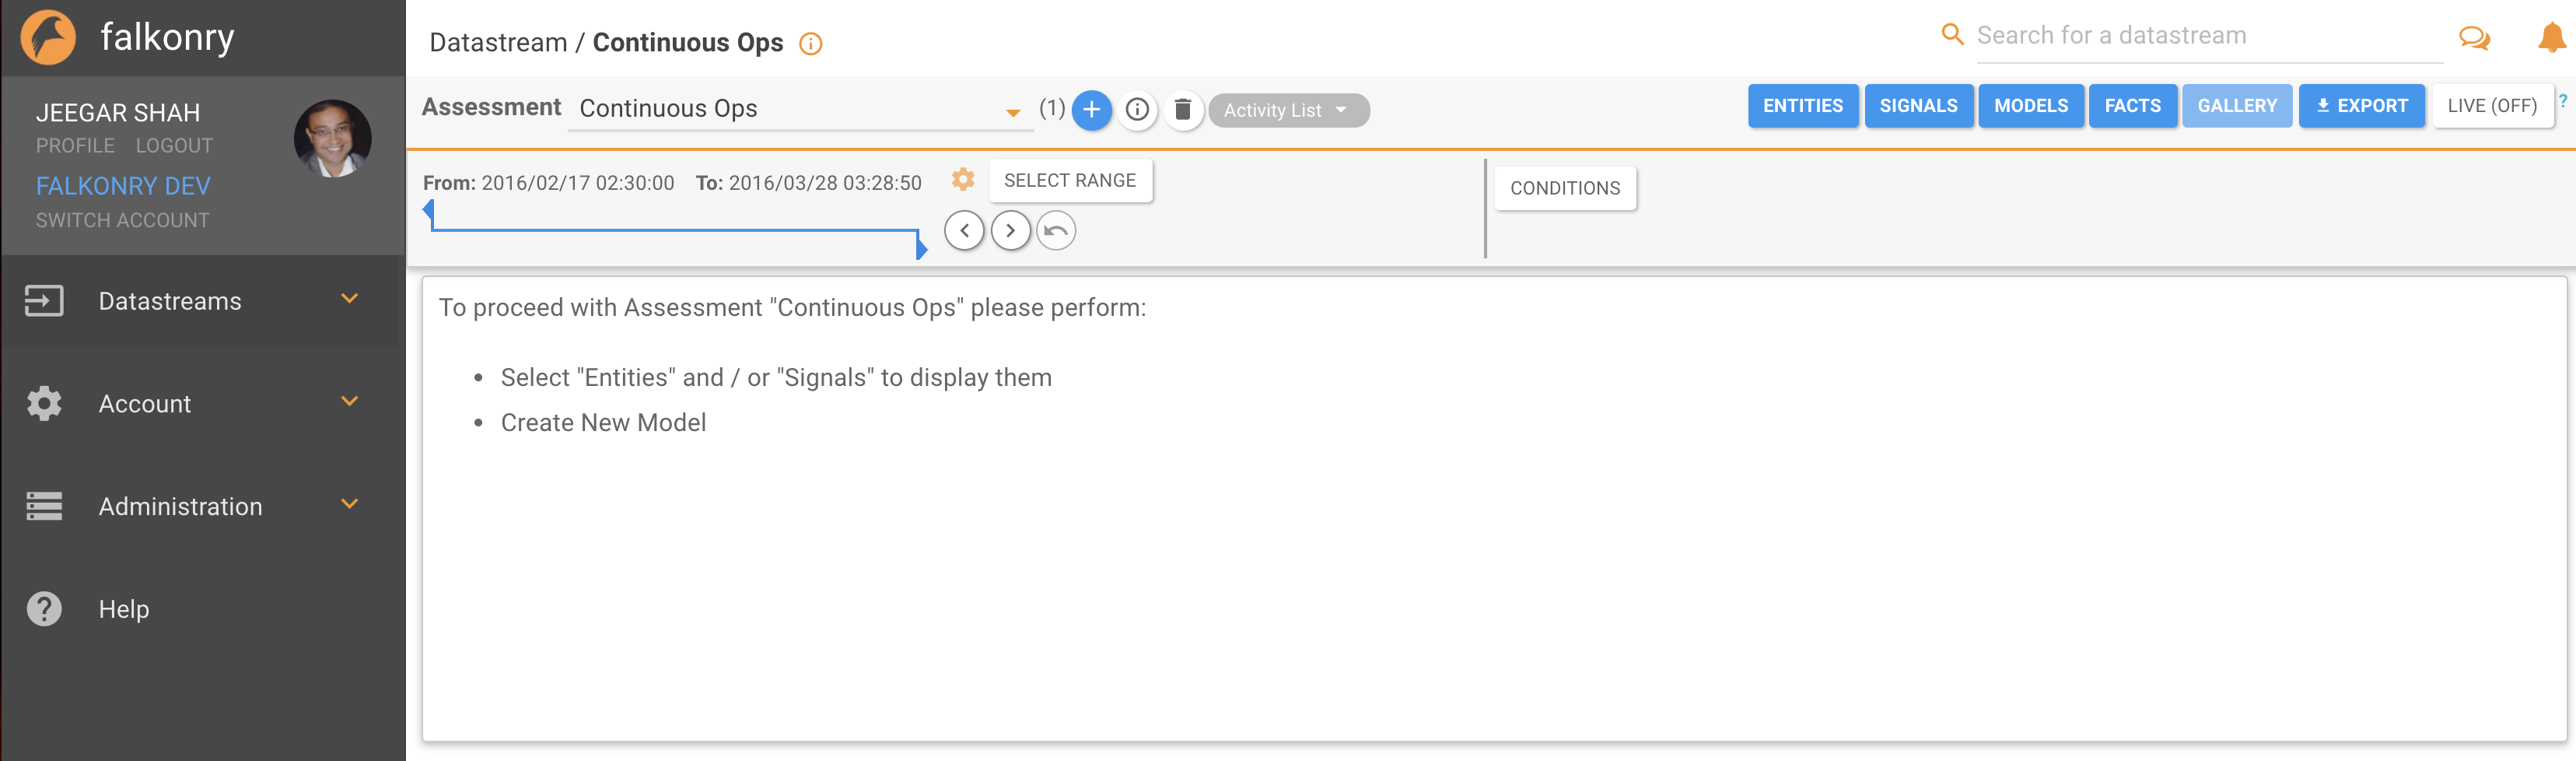 falkonry
JEEGAR SHAH
PROFILE LOGOUT
FALKONRY DEV
SWITCH ACCOUNT
Datastreams
Account
Administration
Help
Datastream / Continuous Ops
Search for a datastream
Assessment Continuous Ops (1) Activity List
ENTITIES SIGNALS MODELS FACTS GALLERY EXPORT LIVE (OFF) ?
From: 2016/02/17 02:30:00 To: 2016/03/28 03:28:50 SELECT RANGE
CONDITIONS
To proceed with Assessment "Continuous Ops" please perform:
• Select "Entities" and / or "Signals" to display them
• Create New Model